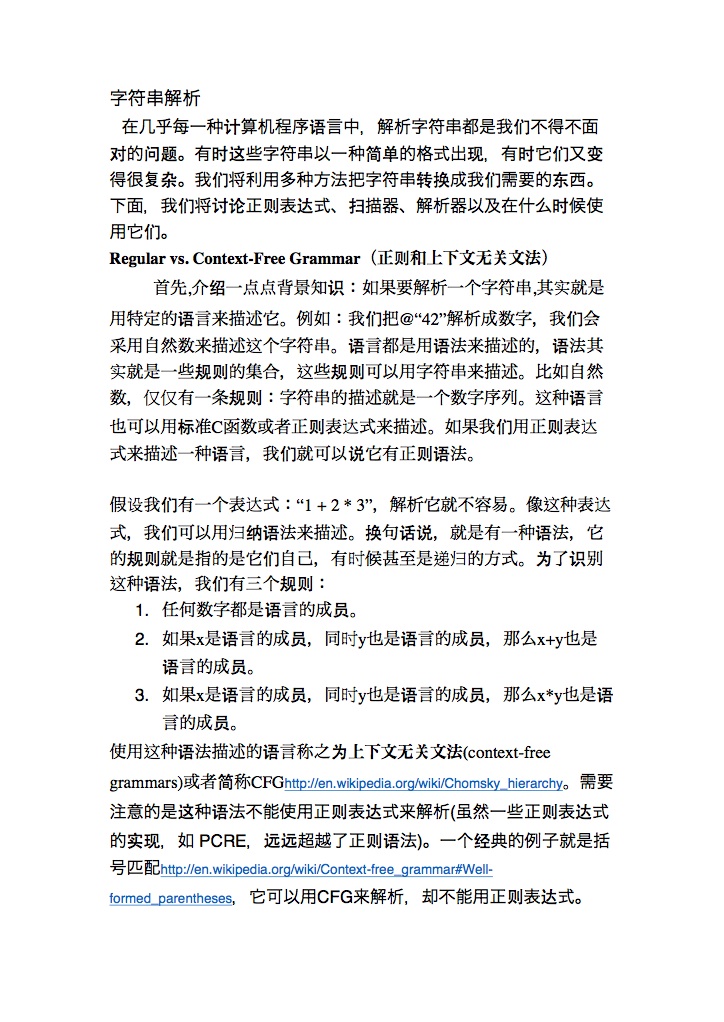 字符串解析
在几乎每一种计算机程序语言中，解析字符串都是我们不得不面
对的问题。有时这些字符串以一种简单的格式出现，有时它们又变
得很复杂。我们将利用多种方法把字符串转换成我们需要的东西。
下面，我们将讨论正则表达式、扫描器、解析器以及在什么时候使
用它们。
Regular vs. Context-Free Grammar（正则和上下文无关文法）
首先,介绍一点点背景知识：如果要解析一个字符串,其实就是
用特定的语言来描述它。例如：我们把@“42”解析成数字，我们会
采用自然数来描述这个字符串。语言都是用语法来描述的，语法其
实就是一些规则的集合，这些规则可以用字符串来描述。比如自然
数，仅仅有一条规则：字符串的描述就是一个数字序列。这种语言
也可以用标准C函数或者正则表达式来描述。如果我们用正则表达
式来描述一种语言，我们就可以说它有正则语法。
假设我们有一个表达式：“1 + 2 * 3”，解析它就不容易。像这种表达
式，我们可以用归纳语法来描述。换句话说，就是有一种语法，它
的规则就是指的是它们自己，有时候甚至是递归的方式。为了识别
这种语法，我们有三个规则：
1. 任何数字都是语言的成员。
2. 如果x是语言的成员，同时y也是语言的成员，那么x+y也是
语言的成员。
3. 如果x是语言的成员，同时y也是语言的成员，那么x*y也是语
言的成员。
使用这种语法描述的语言称之为上下文无关文法(context-free
grammars)或者简称CFGhttp://en.wikipedia.org/wiki/Chomsky_hierarchy。需要
注意的是这种语法不能使用正则表达式来解析(虽然一些正则表达式
的实现，如 PCRE，远远超越了正则语法)。一个经典的例子就是括
号匹配http://en.wikipedia.org/wiki/Context-free_grammar#Well-
formed_parentheses，它可以用CFG来解析，却不能用正则表达式。